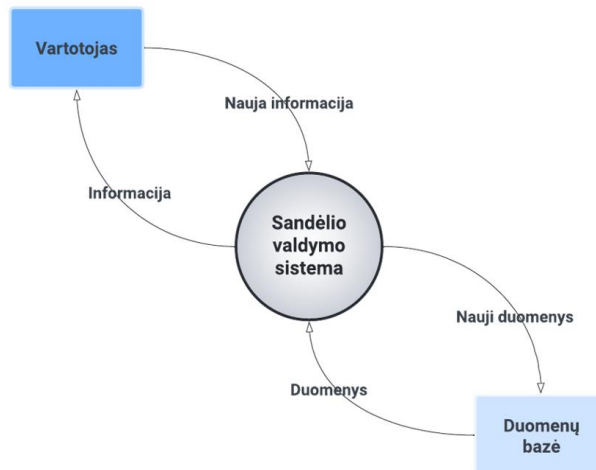 Vartotojas
Nauja informacija
Informacija
Sandėlio
valdymo
sistema
Nauji duomenys
Duomenys
Duomenų
bazė